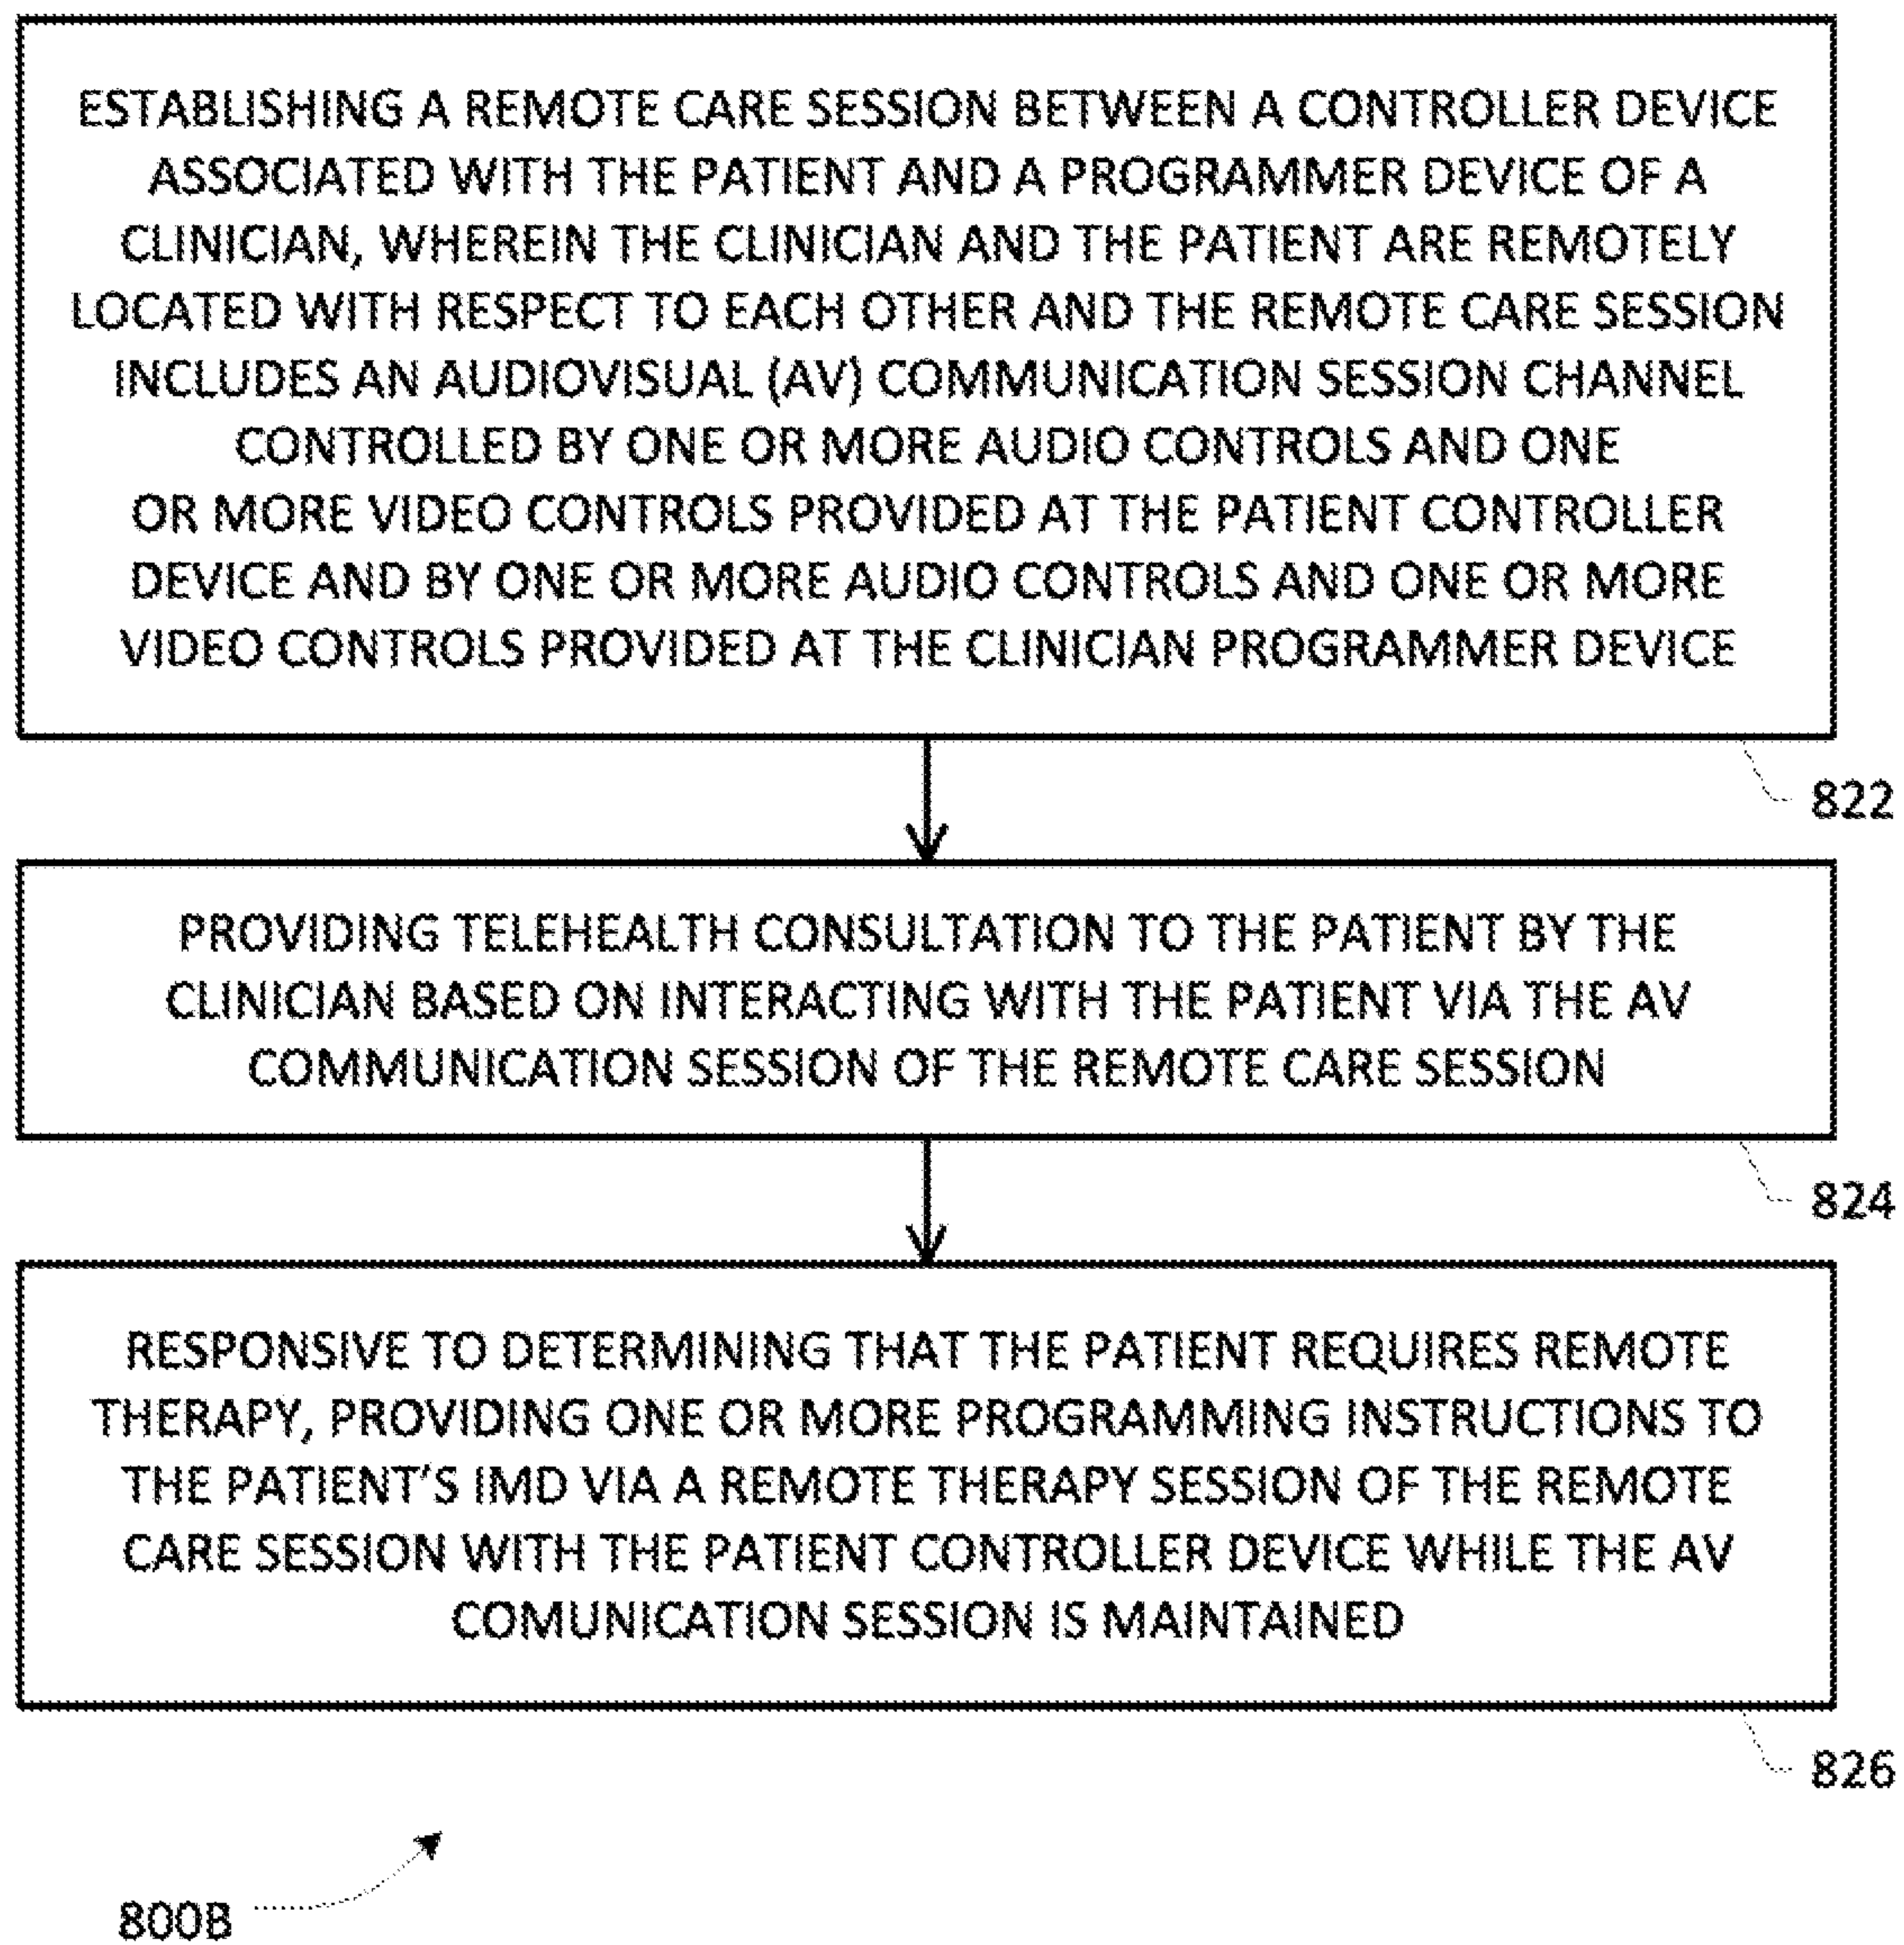 ESTABLISHING A REMOTE CARE SESSION BETWEEN A CONTROLLER DEVICE
ASSOCIATED WITH THE PATIENT AND A PROGRAMMER DEVICE OF A
CLINICIAN, WHEREIN THE CLINICIAN AND THE PATIENT ARE REMOTELY
LOCATED WITH RESPECT TO EACH OTHER AND THE REMOTE CARE SESSION
INCLUDES AN AUDIOVISUAL (AV) COMMUNICATION SESSION CHANNEL
CONTROLLED BY ONE OR MORE AUDIO CONTROLS AND ONE
OR MORE VIDEO CONTROLS PROVIDED AT THE PATIENT CONTROLLER
DEVICE AND BY ONE OR MORE AUDIO CONTROLS AND ONE OR MORE
VIDEO CONTROLS PROVIDED AT THE CLINICIAN PROGRAMMER DEVICE
822
PROVIDING TELEHEALTH CONSULTATION TO THE PATIENT BY THE
CLINICIAN BASED ON INTERACTING WITH THE PATIENT VIA THE AV
COMMUNICATION SESSION OF THE REMOTE CARE SESSION
824
RESPONSIVE TO DETERMINING THAT THE PATIENT REQUIRES REMOTE
THERAPY, PROVIDING ONE OR MORE PROGRAMMING INSTRUCTIONS TO
THE PATIENT'S IMD VIA A REMOTE THERAPY SESSION OF THE REMOTE
CARE SESSION WITH THE PATIENT CONTROLLER DEVICE WHILE THE AV
COMUNICATION SESSION IS MAINTAINED
826
800B